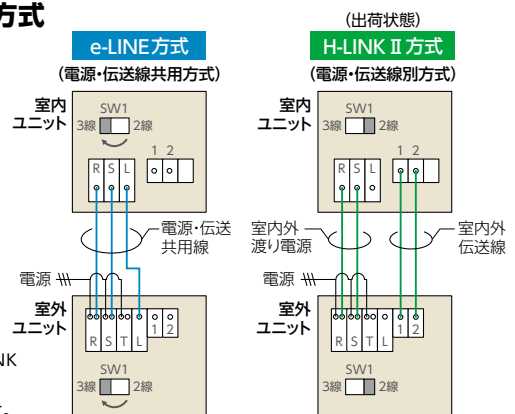 方式
e-LINE方式
(電源・伝送線共用方式)
室内
ユニット
SW1
3線 2線
R S L
1 2
電源・伝送
共用線
電源
室外
ユニット
R S T L
1 2
SW1
3線 2線
NK
(出荷状態)
H-LINK II 方式
(電源・伝送線別方式)
室内
ユニット
SW1
3線 2線
R S L
1 2
室内外
渡り電源
室内外
伝送線
電源
室外
ユニット
R S T L
1 2
SW1
3線 2線